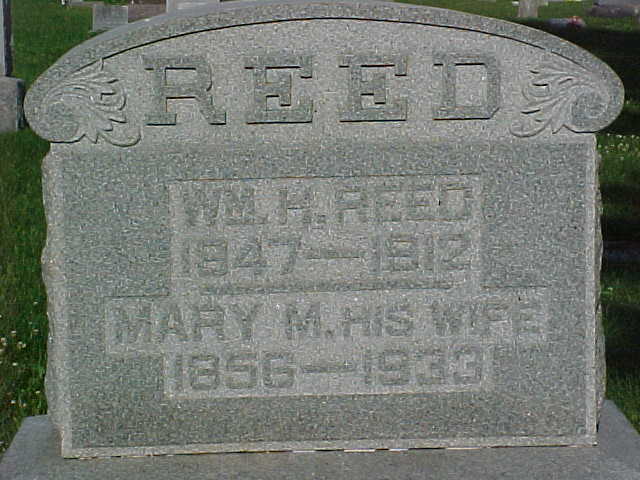 REED
WM. H. REED
1847—1912
MARY M. HIS WIFE
1856—1933